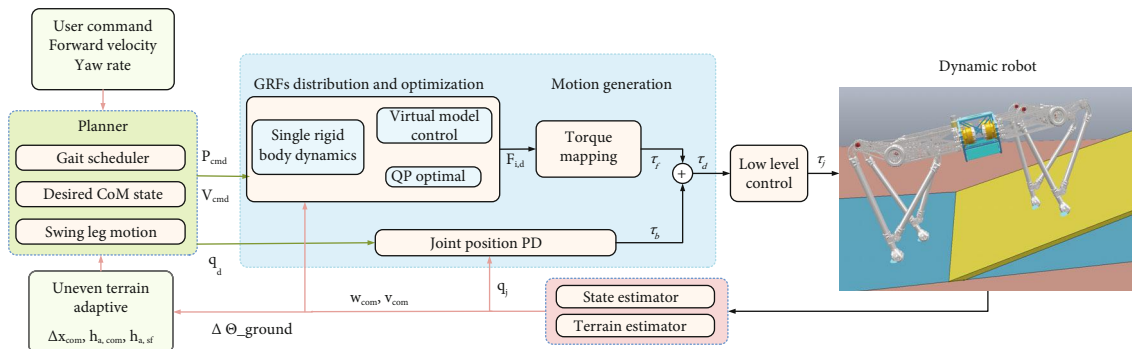 User command
Forward velocity
Yaw rate
Planner
Gait scheduler
Desired CoM state
Swing leg motion
Uneven terrain
adaptive
Δx_com, h_a, com, h_a, sf
P_cmd
V_cmd
q_d
GRFs distribution and optimization
Single rigid
body dynamics
Virtual model
control
QP optimal
F_i,d
Motion generation
Torque
mapping
τ_f
τ_d
+
Joint position PD
τ_b
Low level
control
τ_j
Dynamic robot
q_j
w_com, v_com
Δ Θ_ground
State estimator
Terrain estimator